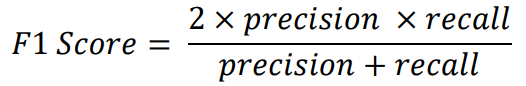 F1 Score = 2 × precision × recall / precision + recall